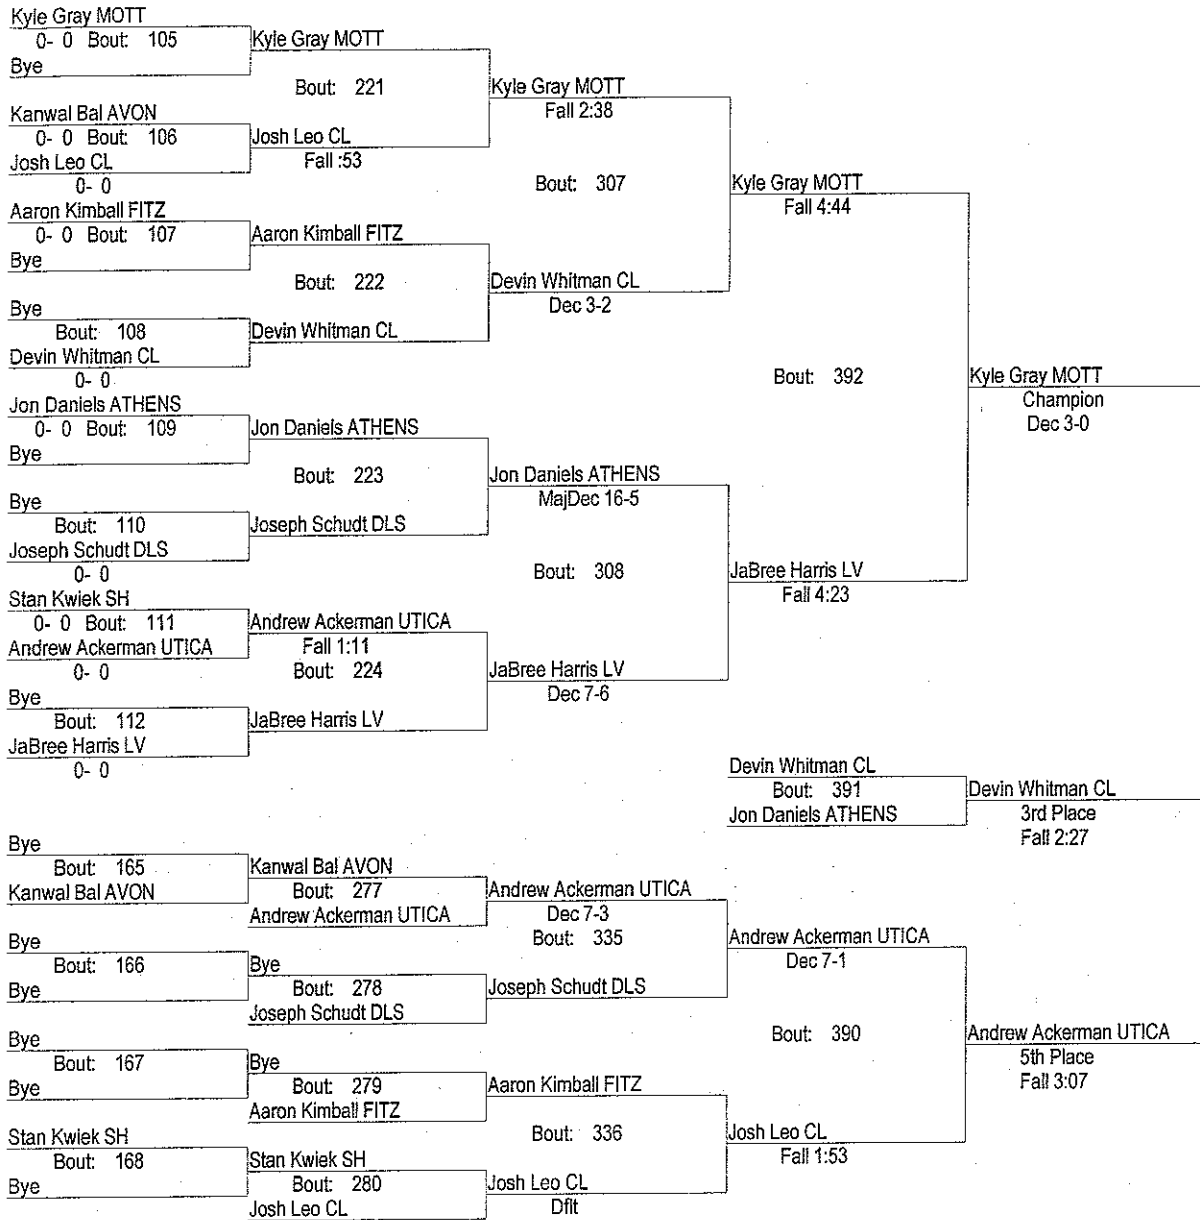 Kyle Gray MOTT
0- 0 Bout: 105
Bye
Kyle Gray MOTT
Bout: 221
Kanwal Bal AVON
0- 0 Bout: 106
Josh Leo CL
0- 0
Josh Leo CL
Fall :53
Kyle Gray MOTT
Fall 2:38
Bout: 307
Aaron Kimball FITZ
0- 0 Bout: 107
Bye
Aaron Kimball FITZ
Bout: 222
Bye
Bout: 108
Devin Whitman CL
0- 0
Devin Whitman CL
Devin Whitman CL
Dec 3-2
Kyle Gray MOTT
Fall 4:44
Bout: 392
Jon Daniels ATHENS
0- 0 Bout: 109
Bye
Jon Daniels ATHENS
Bout: 223
Bye
Bout: 110
Joseph Schudt DLS
0- 0
Joseph Schudt DLS
Jon Daniels ATHENS
MajDec 16-5
Bout: 308
Stan Kwiek SH
0- 0 Bout: 111
Andrew Ackerman UTICA
0- 0
Andrew Ackerman UTICA
Fall 1:11
Bout: 224
Bye
Bout: 112
JaBree Harris LV
0- 0
JaBree Harris LV
JaBree Harris LV
Dec 7-6
JaBree Harris LV
Fall 4:23
Kyle Gray MOTT
Champion
Dec 3-0
Devin Whitman CL
Bout: 391
Jon Daniels ATHENS
Devin Whitman CL
3rd Place
Fall 2:27
Bye
Bout: 165
Kanwal Bal AVON
Kanwal Bal AVON
Bout: 277
Andrew Ackerman UTICA
Andrew Ackerman UTICA
Dec 7-3
Bout: 335
Bye
Bout: 166
Bye
Bye
Bout: 278
Joseph Schudt DLS
Joseph Schudt DLS
Andrew Ackerman UTICA
Dec 7-1
Bout: 390
Bye
Bout: 167
Bye
Bye
Bout: 279
Aaron Kimball FITZ
Aaron Kimball FITZ
Bout: 336
Stan Kwiek SH
Bout: 168
Bye
Stan Kwiek SH
Bout: 280
Josh Leo CL
Josh Leo CL
Dflt
Josh Leo CL
Fall 1:53
Andrew Ackerman UTICA
5th Place
Fall 3:07